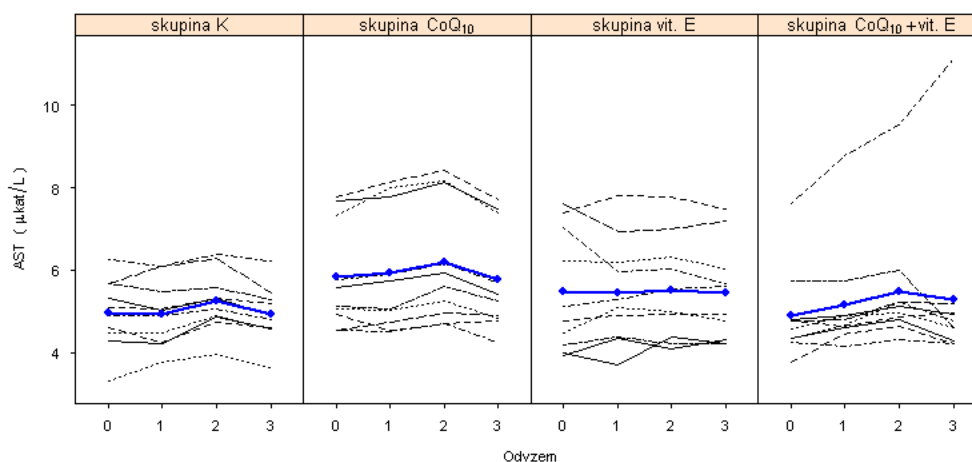 skupina K skupina CoQ₁₀ skupina vit. E skupina CoQ₁₀ +vit. E
10
8
6
4
AST ( µkat/L )
0 1 2 3 0 1 2 3 0 1 2 3 0 1 2 3
Odvzem